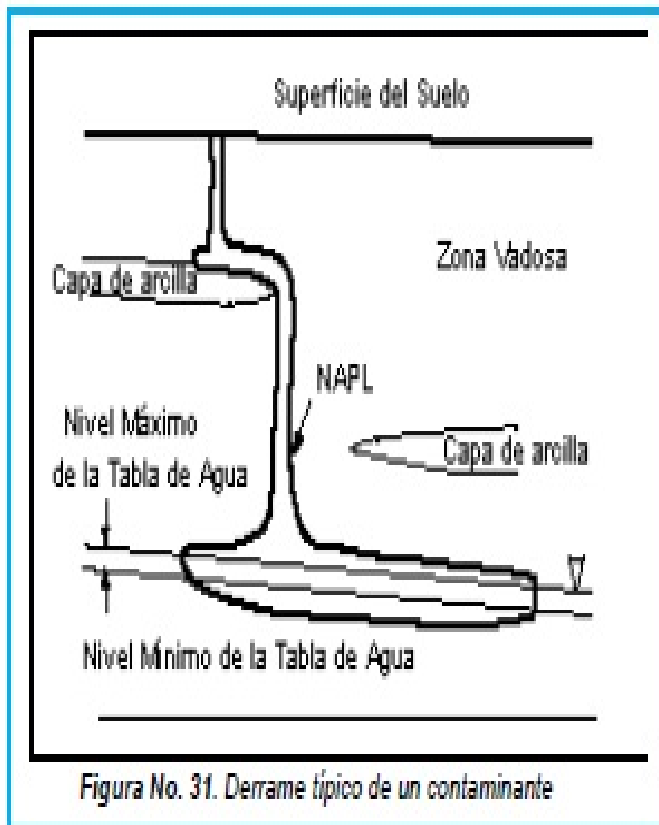 Superficie del Suelo
Capa de arcilla
Zona Vadosa
NAPL
Nivel Máximo
de la Tabla de Agua
Capa de arcilla
Nivel Mínimo de la Tabla de Agua
Figura No. 31. Derrame típico de un contaminante